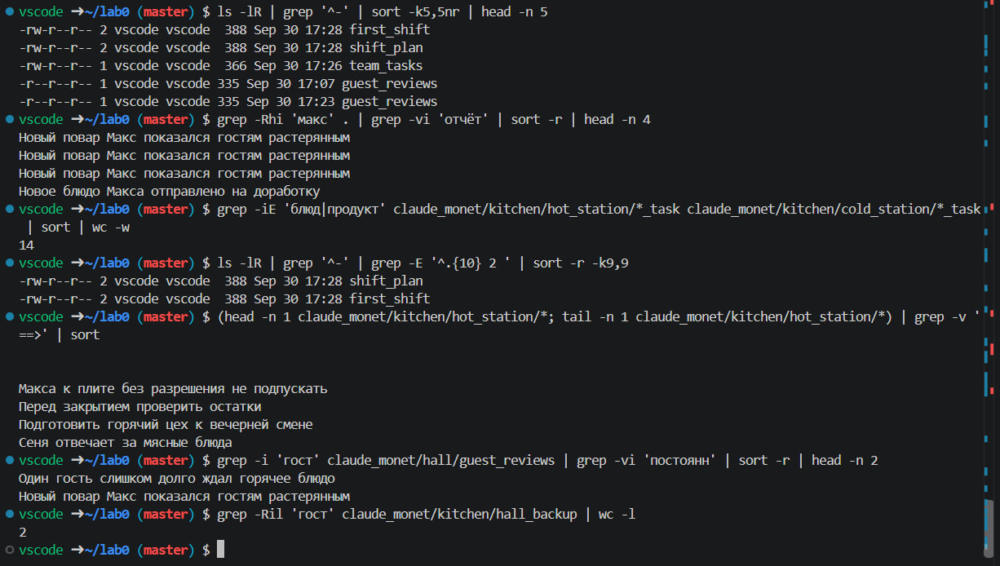 vscode ➜~/lab0 (master) $ ls -lR | grep '^-' | sort -k5,5nr | head -n 5
-rw-r--r-- 2 vscode vscode  388 Sep 30 17:28 first_shift
-rw-r--r-- 2 vscode vscode  388 Sep 30 17:28 shift_plan
-rw-r--r-- 1 vscode vscode  366 Sep 30 17:26 team_tasks
-r--r--r-- 1 vscode vscode 335 Sep 30 17:07 guest_reviews
-r--r--r-- 1 vscode vscode 335 Sep 30 17:23 guest_reviews
vscode ➜~/lab0 (master) $ grep -Rhi 'макс' . | grep -vi 'отчёт' | sort -r | head -n 4
Новый повар Макс показался гостям растерянным
Новый повар Макс показался гостям растерянным
Новый повар Макс показался гостям растерянным
Новое блюдо Макса отправлено на доработку
vscode ➜~/lab0 (master) $ grep -iE 'блюд|продукт' claude_monet/kitchen/hot_station/*_task claude_monet/kitchen/cold_station/*_task
 | sort | wc -w
14
vscode ➜~/lab0 (master) $ ls -lR | grep '^-' | grep -E '^.{10} 2 ' | sort -r -k9,9
-rw-r--r-- 2 vscode vscode  388 Sep 30 17:28 shift_plan
-rw-r--r-- 2 vscode vscode  388 Sep 30 17:28 first_shift
vscode ➜~/lab0 (master) $ (head -n 1 claude_monet/kitchen/hot_station/*; tail -n 1 claude_monet/kitchen/hot_station/*) | grep -v '
==>' | sort
Макса к плите без разрешения не подпускать
Перед закрытием проверить остатки
Подготовить горячий цех к вечерней смене
Сеня отвечает за мясные блюда
vscode ➜~/lab0 (master) $ grep -i 'гост' claude_monet/hall/guest_reviews | grep -vi 'постоянн' | sort -r | head -n 2
Один гость слишком долго ждал горячее блюдо
Новый повар Макс показался гостям растерянным
vscode ➜~/lab0 (master) $ grep -Ril 'гост' claude_monet/kitchen/hall_backup | wc -l
2
vscode ➜~/lab0 (master) $